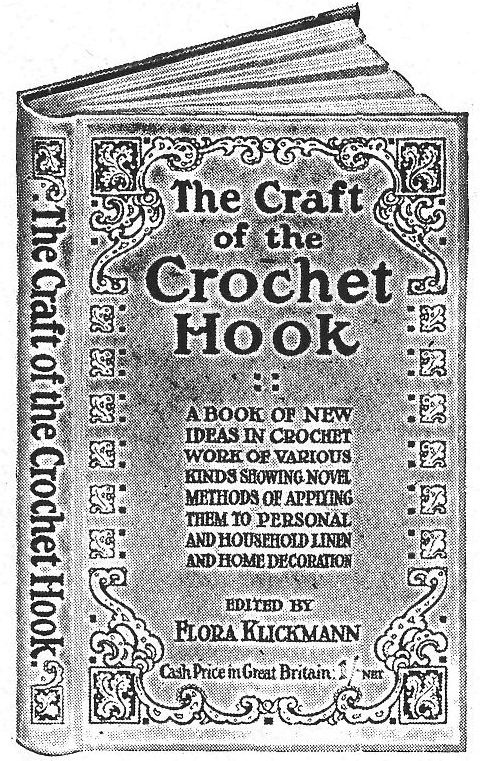 The Craft of the Crochet Hook.
The Craft
of the
Crochet
Hook
A BOOK OF NEW
IDEAS IN CROCHET
WORK OF VARIOUS
KINDS SHOWING NOVEL
METHODS OF APPLYING
THEM TO PERSONAL
AND HOUSEHOLD LINEN
AND HOME DECORATION
EDITED BY
FLORA KLICKMANN
Cash Price in Great Britain: 1/- NET